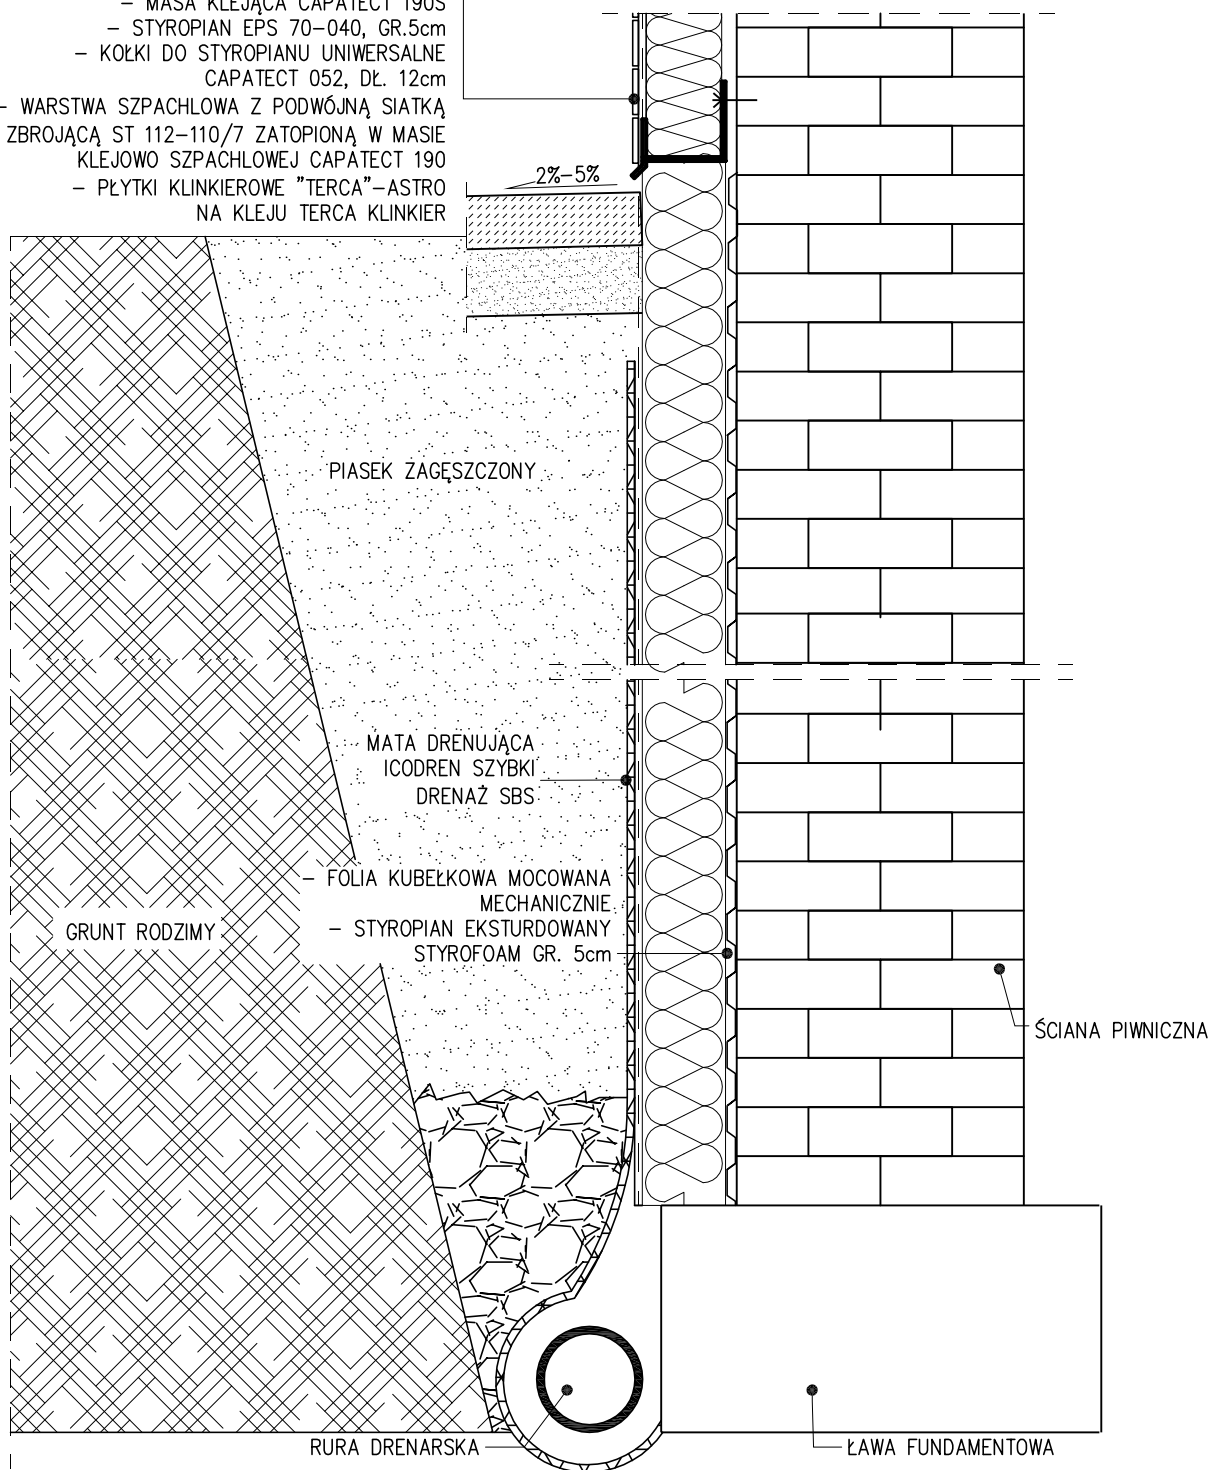 – MASA KLEJĄCA CAPATECT 190S
– STYROPIAN EPS 70–040, GR.5cm
– KOŁKI DO STYROPIANU UNIWERSALNE
CAPATECT 052, DŁ. 12cm
– WARSTWA SZPACHLOWA Z PODWÓJNĄ SIATKĄ
ZBROJĄCĄ ST 112–110/7 ZATOPIONĄ W MASIE
KLEJOWO SZPACHLOWEJ CAPATECT 190
– PŁYTKI KLINKIEROWE "TERCA"–ASTRO
NA KLEJU TERCA KLINKIER
2%–5%
PIASEK ZAGĘSZCZONY
MATA DRENUJĄCA
ICODREN SZYBKI
DRENAŻ SBS
– FOLIA KUBEŁKOWA MOCOWANA
MECHANICZNIE
– STYROPIAN EKSTURDOWANY
STYROFOAM GR. 5cm
GRUNT RODZIMY
ŚCIANA PIWNICZNA
RURA DRENARSKA
ŁAWA FUNDAMENTOWA